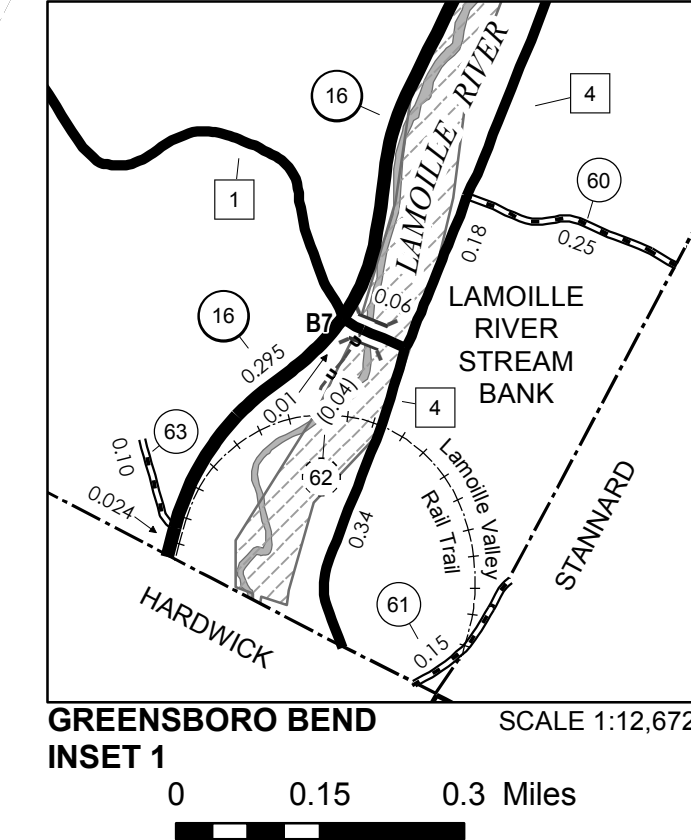 LAMOILLE RIVER
16
4
1
60
0.18
0.25
0.06
LAMOILLE
RIVER
STREAM
BANK
16
B7
0.295
0.01
(0.04)
4
63
0.10
62
0.024
Lamoille Valley
Rail Trail
0.34
STANNARD
61
0.15
HARDWICK
GREENSBORO BEND
INSET 1
SCALE 1:12,672
0 0.15 0.3 Miles